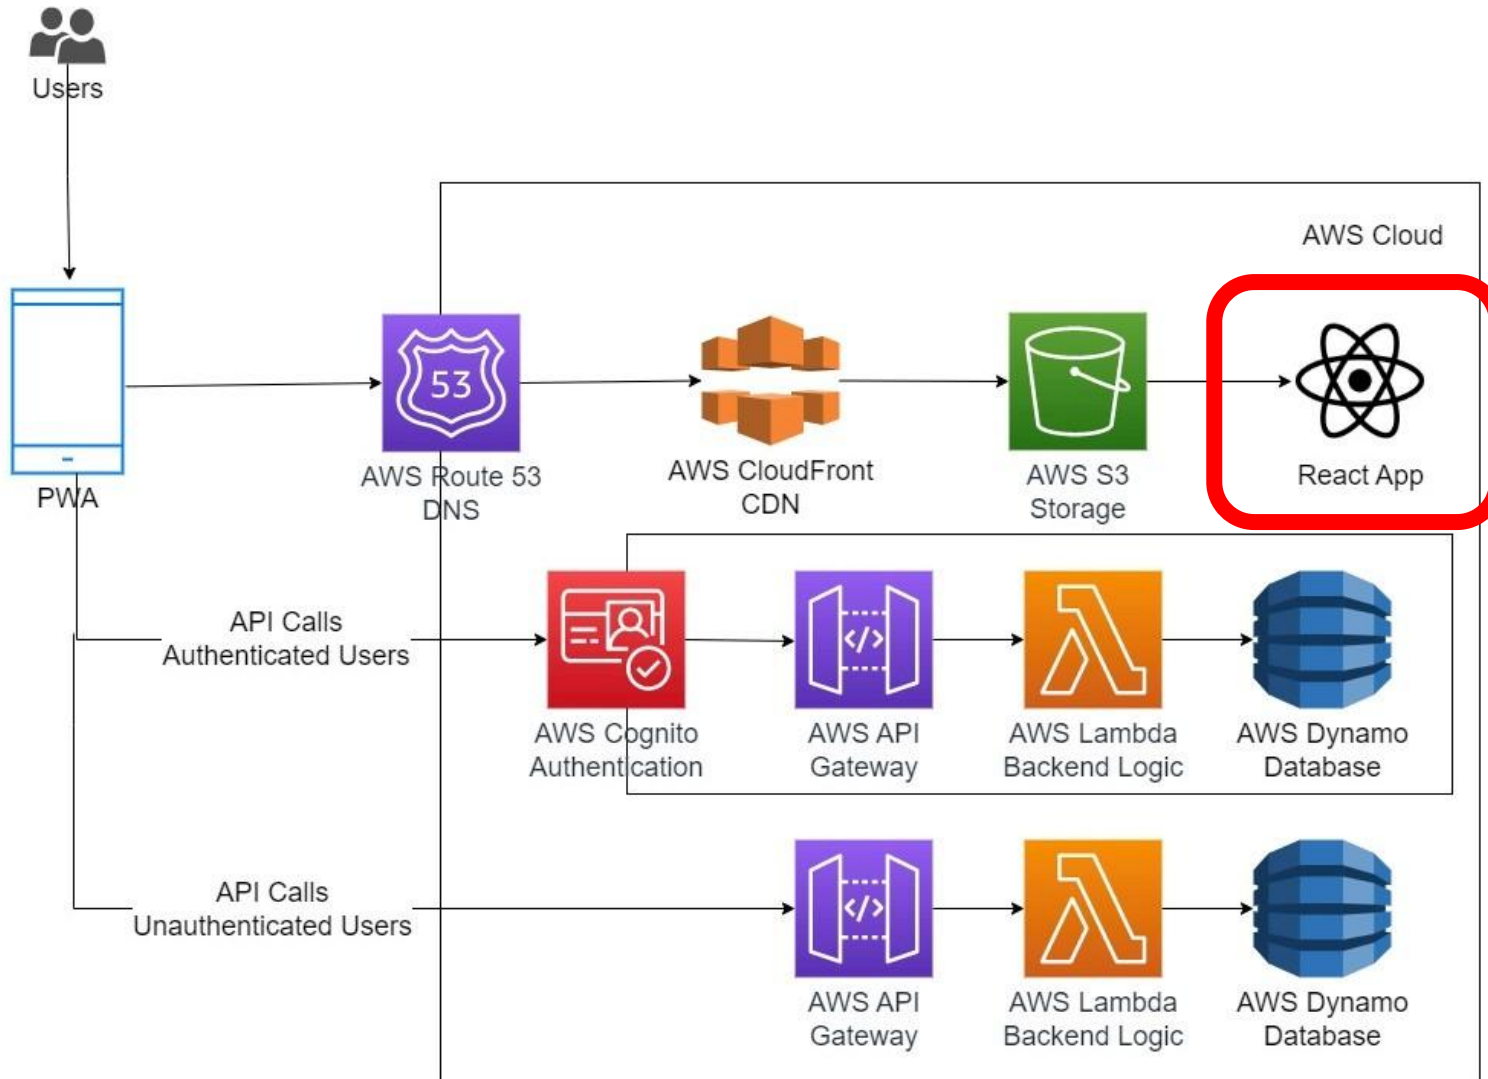 Users
AWS Cloud
53
PWA
AWS Route 53
DNS
AWS CloudFront
CDN
AWS S3
Storage
React App
API Calls
Authenticated Users
</>
AWS Cognito
Authentication
AWS API
Gateway
AWS Lambda
Backend Logic
AWS Dynamo
Database
API Calls
Unauthenticated Users
</>
AWS API
Gateway
AWS Lambda
Backend Logic
AWS Dynamo
Database